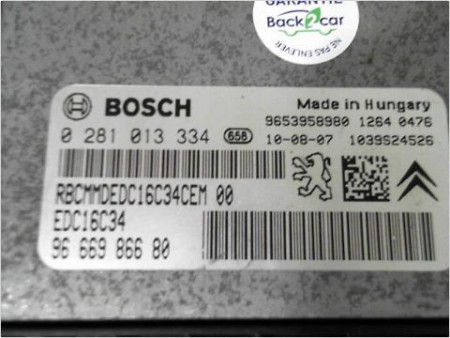 GARANTIE
Back2car
NE PAS ENLEVER
BOSCH
Made in Hungary
9653958980 1264 0476
0 281 013 334 658 10-08-07 1039S24526
RBCMMDEDC16C34CEM 00
EDC16C34
96 669 866 80